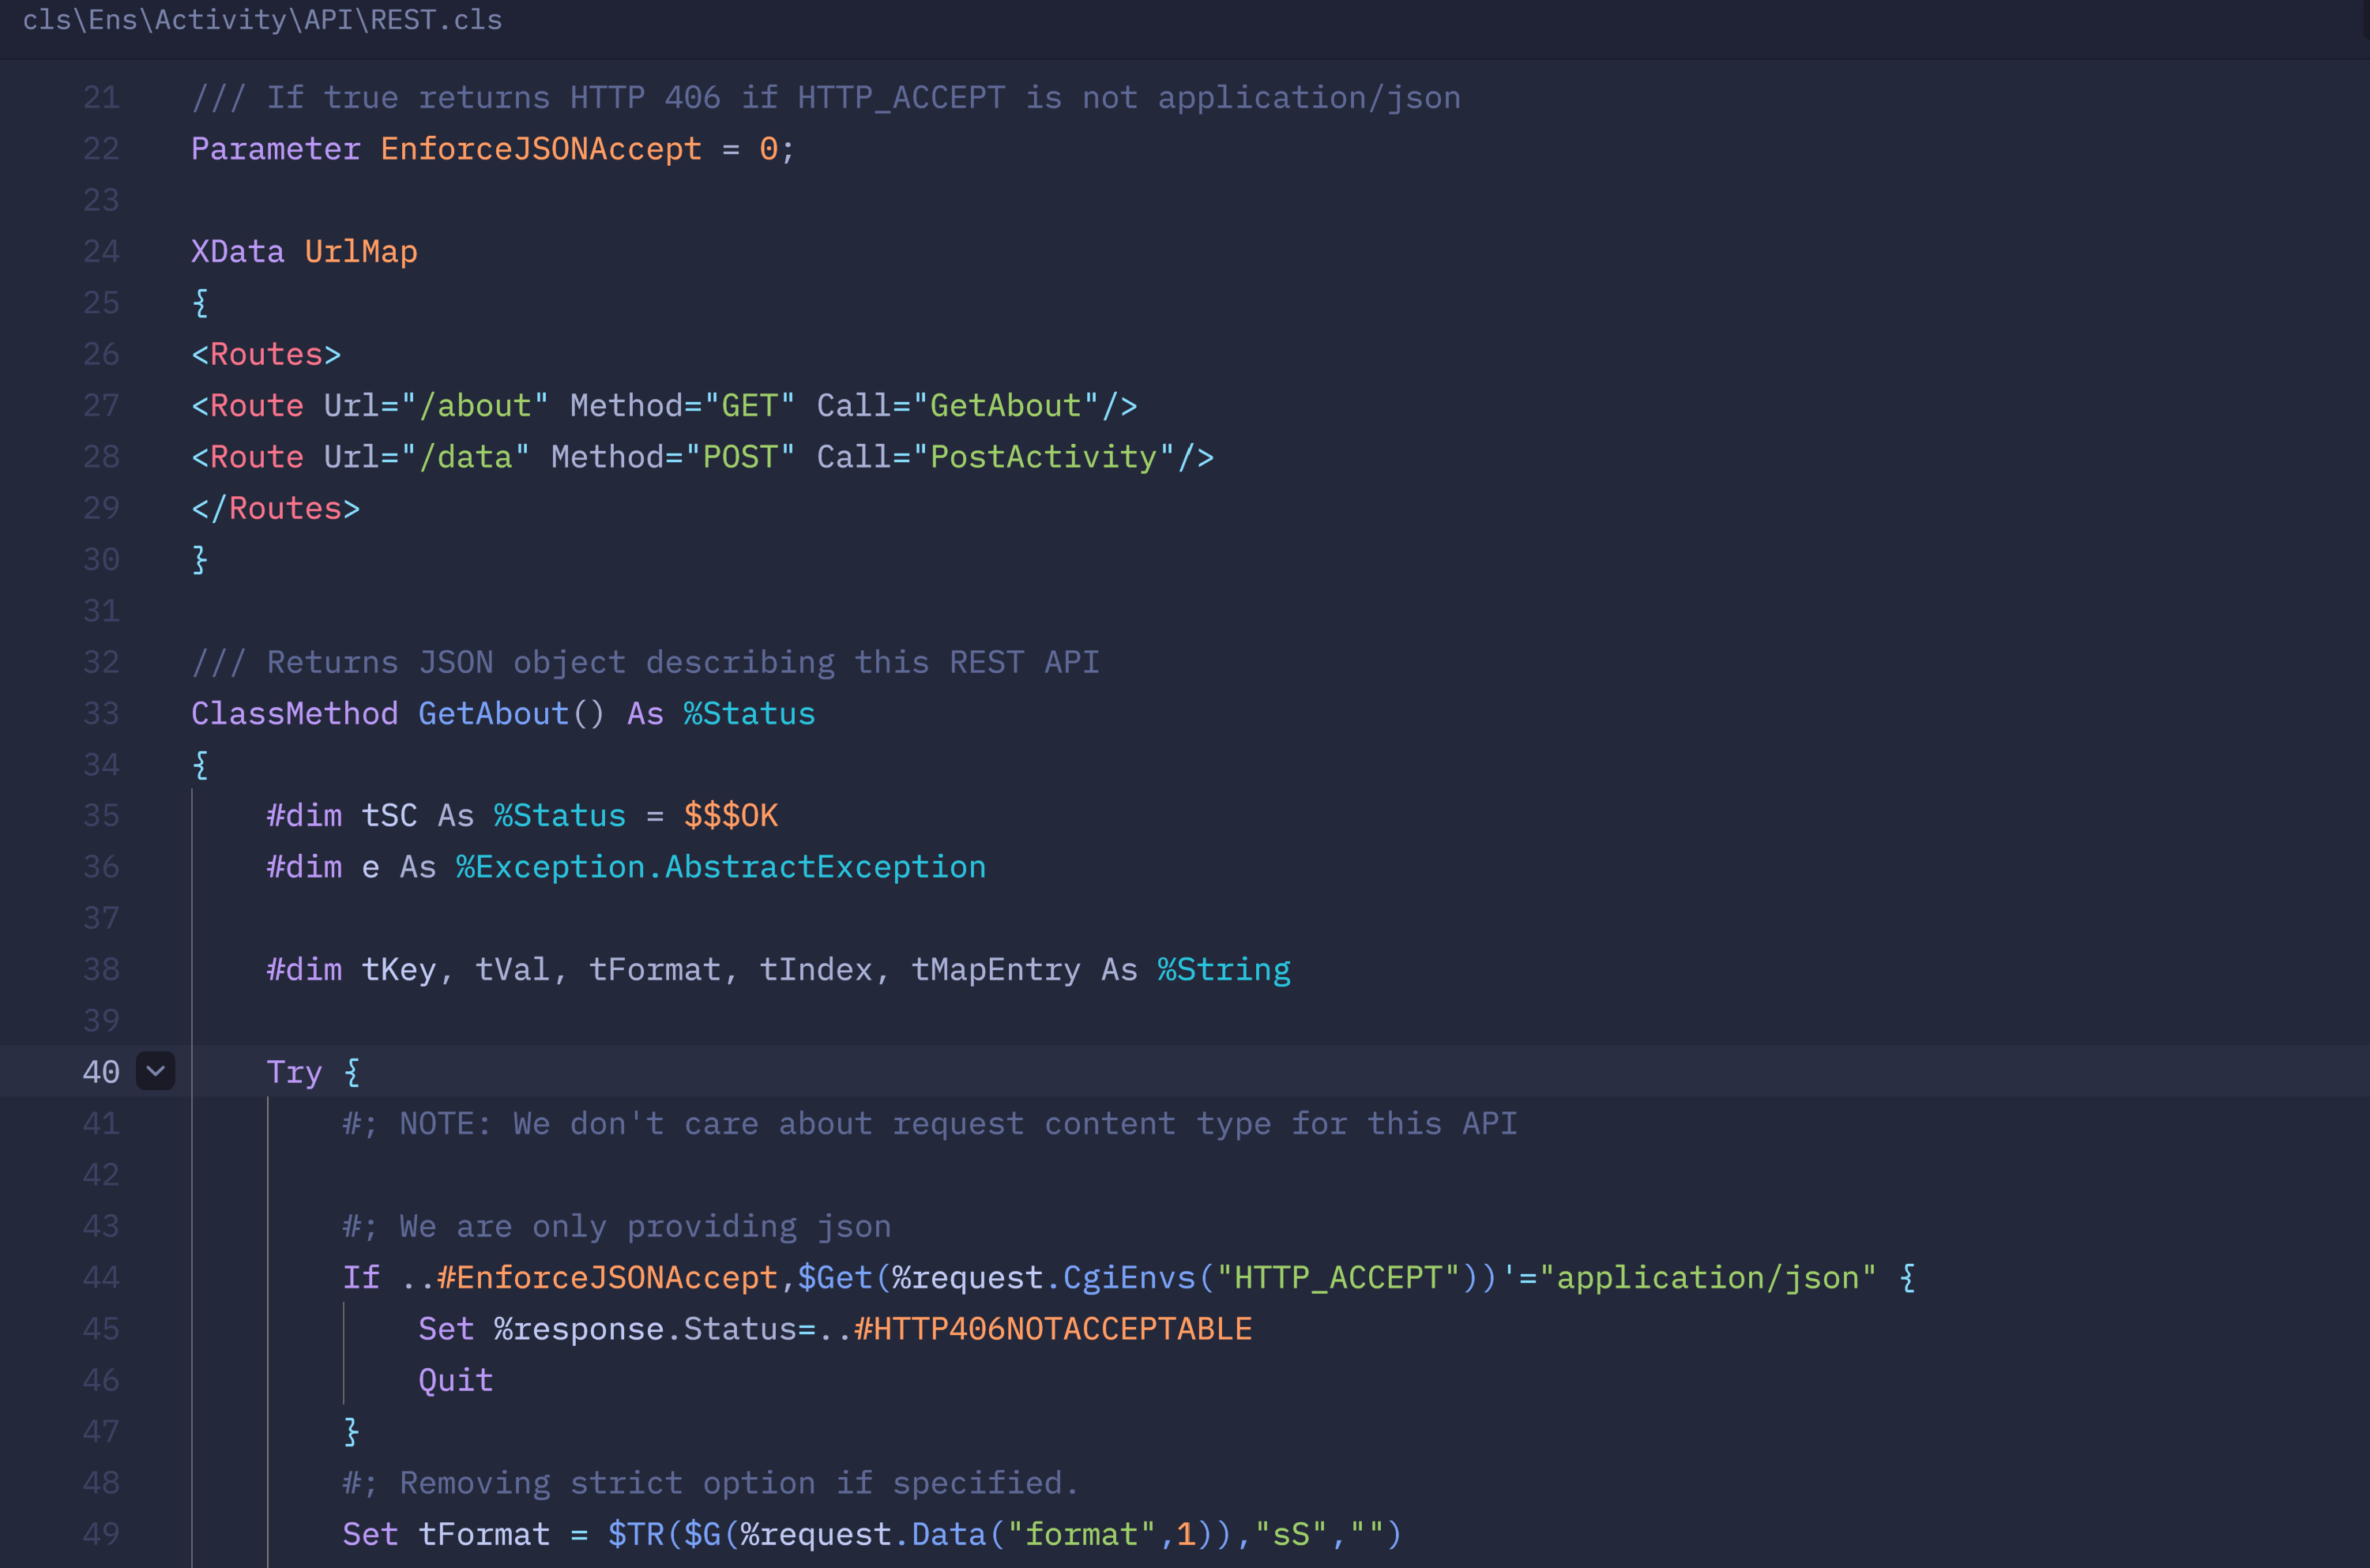 cls\Ens\Activity\API\REST.cls
21 /// If true returns HTTP 406 if HTTP_ACCEPT is not application/json
22 Parameter EnforceJSONAccept = 0;
23
24 XData UrlMap
25 {
26 <Routes>
27 <Route Url="/about" Method="GET" Call="GetAbout"/>
28 <Route Url="/data" Method="POST" Call="PostActivity"/>
29 </Routes>
30 }
31
32 /// Returns JSON object describing this REST API
33 ClassMethod GetAbout() As %Status
34 {
35     #dim tSC As %Status = $$$OK
36     #dim e As %Exception.AbstractException
37
38     #dim tKey, tVal, tFormat, tIndex, tMapEntry As %String
39
40     Try {
41         #; NOTE: We don't care about request content type for this API
42
43         #; We are only providing json
44         If ..#EnforceJSONAccept,$Get(%request.CgiEnvs("HTTP_ACCEPT"))'="application/json" {
45             Set %response.Status=..#HTTP406NOTACCEPTABLE
46             Quit
47         }
48         #; Removing strict option if specified.
49         Set tFormat = $TR($G(%request.Data("format",1)),"sS","")